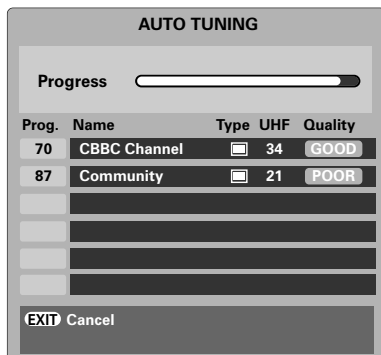 AUTO TUNING
Progress
Prog. Name Type UHF Quality
70 CBBC Channel 34 GOOD
87 Community 21 POOR
EXIT Cancel